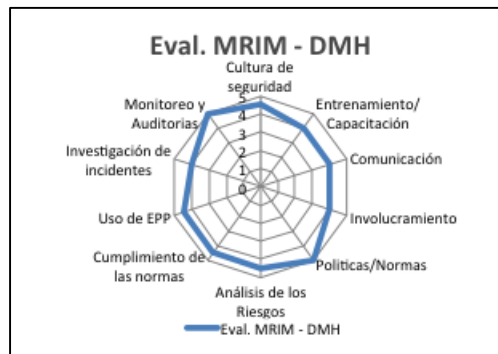 Eval. MRIM - DMH
Cultura de
seguridad
Entrenamiento/
Capacitación
Comunicación
Involucramiento
Politicas/Normas
Análisis de los
Riesgos
Cumplimiento de
las normas
Uso de EPP
Investigación de
incidentes
Monitoreo y
Auditorias
5
4
3
2
1
0
Eval. MRIM - DMH